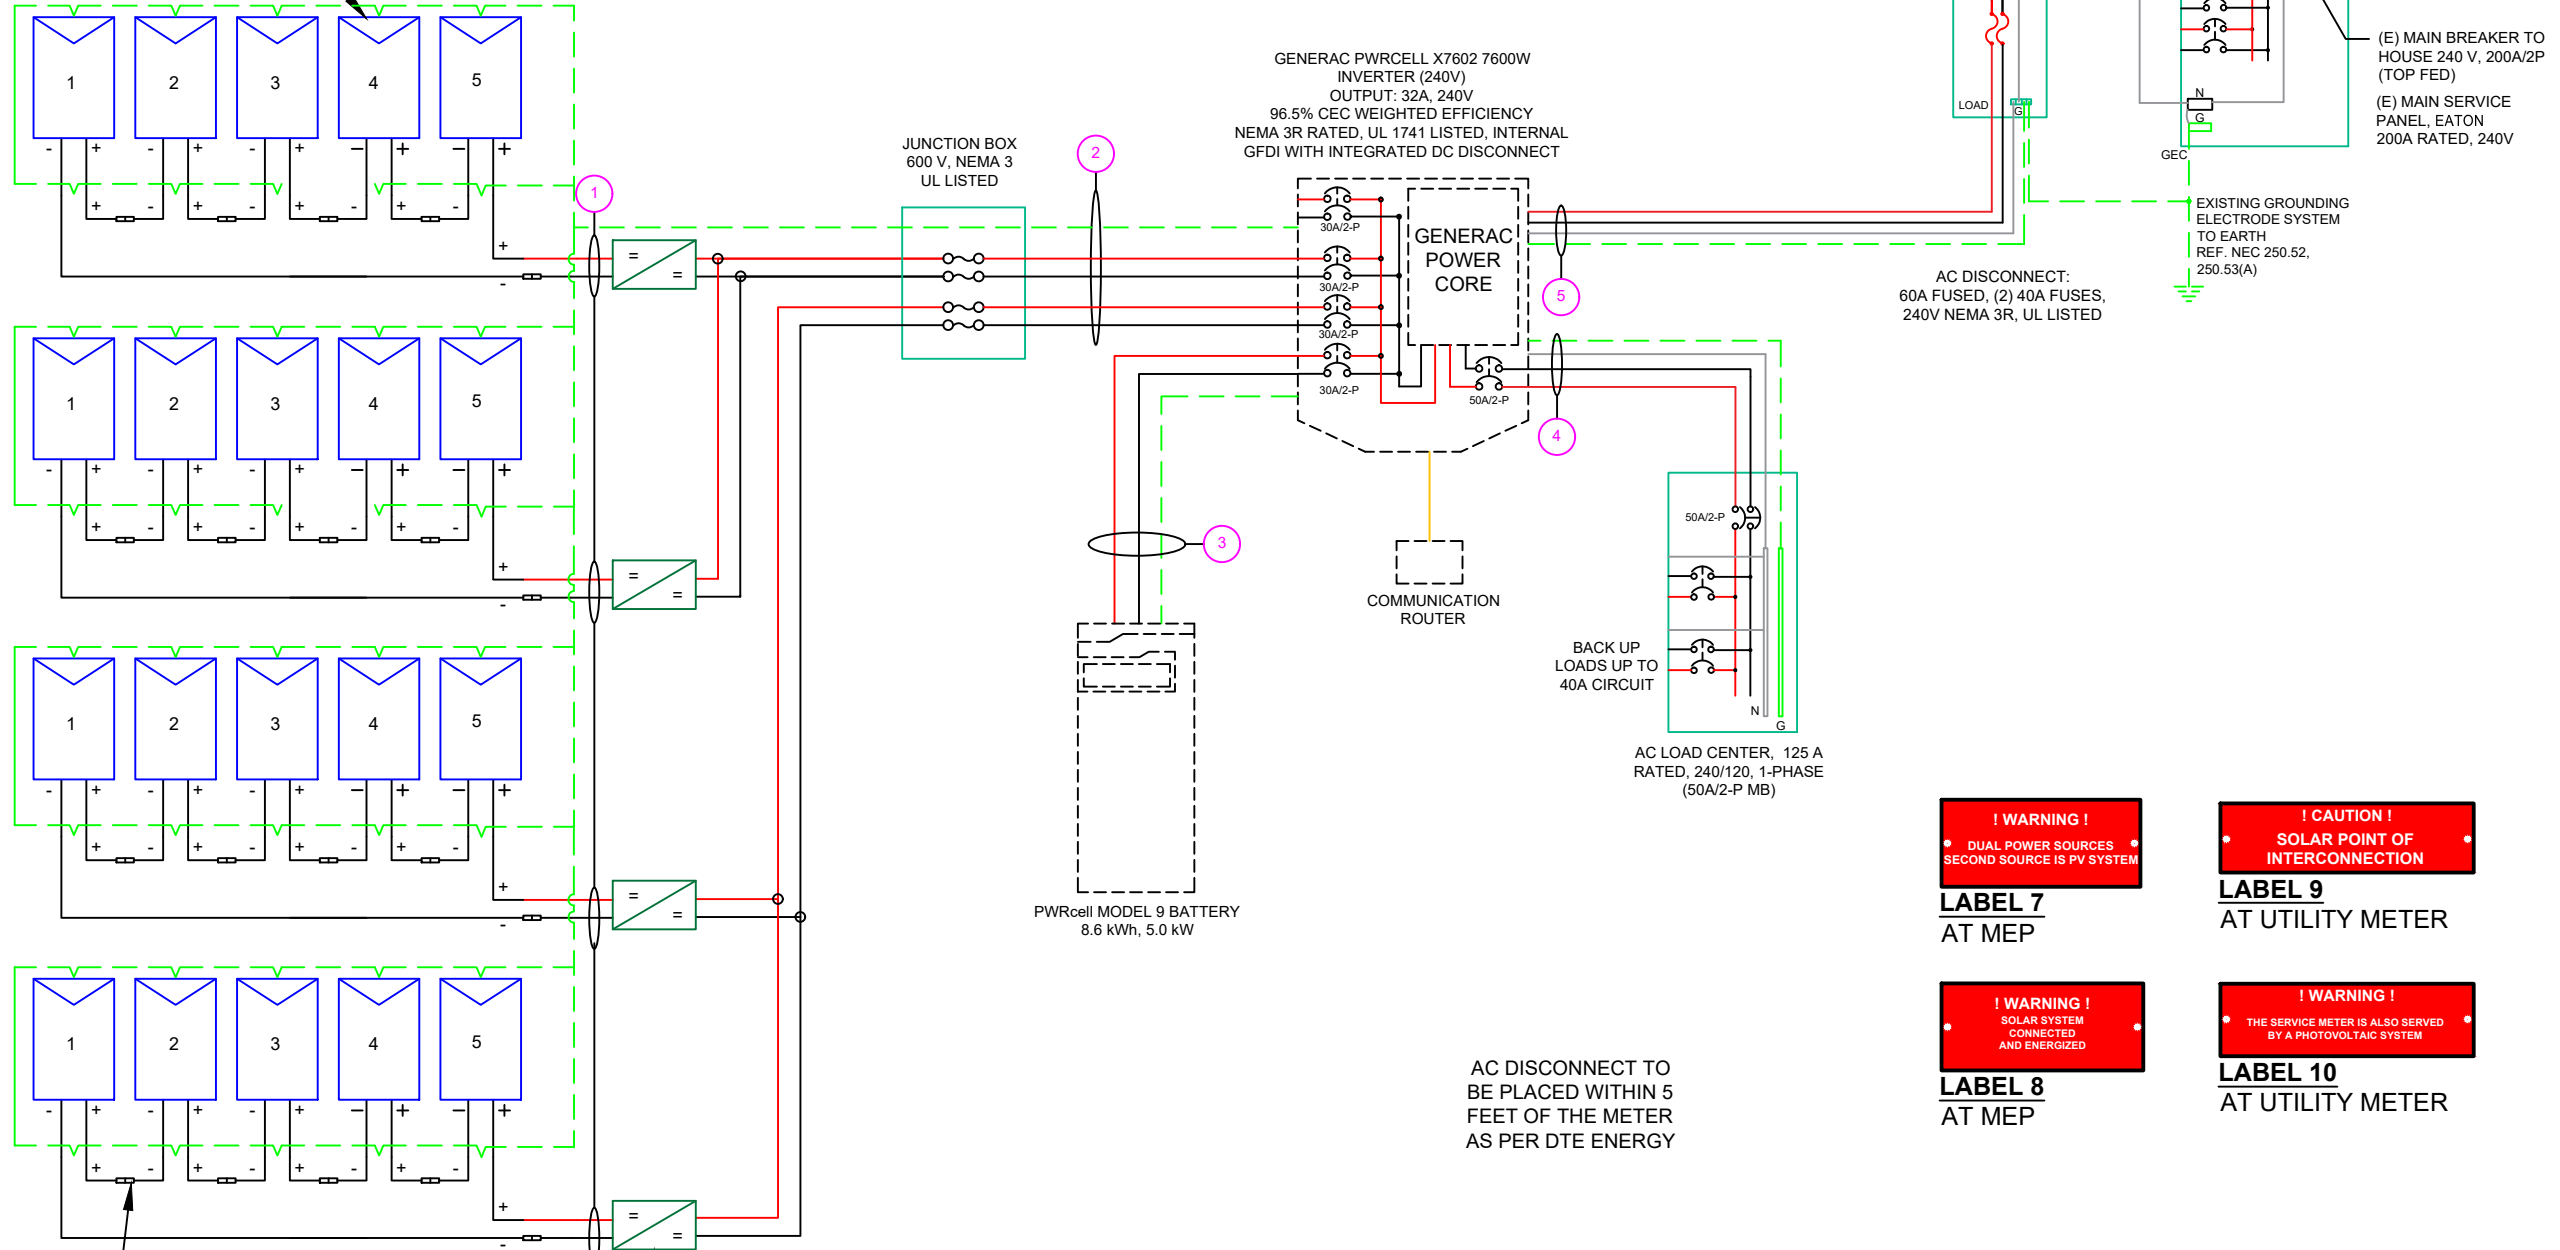 1 2 3 4 5
- + - + - + - + - +
+ - + - + - + -
+
-
1
= =
JUNCTION BOX
600 V, NEMA 3
UL LISTED
2
GENERAC PWRCELL X7602 7600W
INVERTER (240V)
OUTPUT: 32A, 240V
96.5% CEC WEIGHTED EFFICIENCY
NEMA 3R RATED, UL 1741 LISTED, INTERNAL
GFDI WITH INTEGRATED DC DISCONNECT
30A/2-P
30A/2-P
30A/2-P
30A/2-P
GENERAC
POWER
CORE
50A/2-P
5
4
LOAD
G
(E) MAIN BREAKER TO
HOUSE 240 V, 200A/2P
(TOP FED)
(E) MAIN SERVICE
PANEL, EATON
200A RATED, 240V
N
G
GEC
EXISTING GROUNDING
ELECTRODE SYSTEM
TO EARTH
REF. NEC 250.52,
250.53(A)
AC DISCONNECT:
60A FUSED, (2) 40A FUSES,
240V NEMA 3R, UL LISTED
1 2 3 4 5
- + - + - + - + - +
+ - + - + - + -
+
-
= =
3
COMMUNICATION
ROUTER
50A/2-P
BACK UP
LOADS UP TO
40A CIRCUIT
N
G
AC LOAD CENTER, 125 A
RATED, 240/120, 1-PHASE
(50A/2-P MB)
1 2 3 4 5
- + - + - + - + - +
+ - + - + - + -
+
-
= =
PWRcell MODEL 9 BATTERY
8.6 kWh, 5.0 kW
! WARNING !
DUAL POWER SOURCES
SECOND SOURCE IS PV SYSTEM
LABEL 7
AT MEP
! CAUTION !
SOLAR POINT OF
INTERCONNECTION
LABEL 9
AT UTILITY METER
1 2 3 4 5
- + - + - + - + - +
+ - + - + - + -
+
-
= =
AC DISCONNECT TO
BE PLACED WITHIN 5
FEET OF THE METER
AS PER DTE ENERGY
! WARNING !
SOLAR SYSTEM
CONNECTED
AND ENERGIZED
LABEL 8
AT MEP
! WARNING !
THE SERVICE METER IS ALSO SERVED
BY A PHOTOVOLTAIC SYSTEM
LABEL 10
AT UTILITY METER